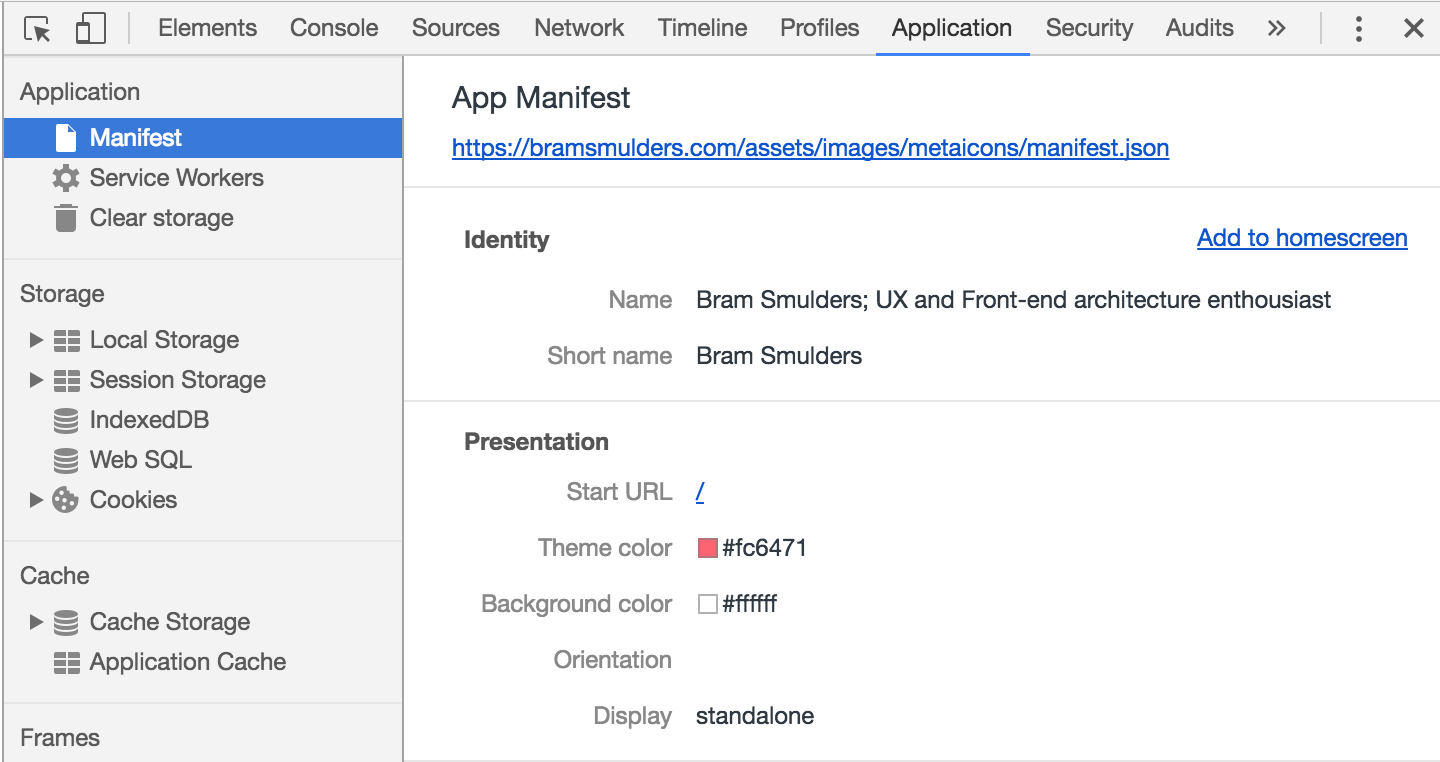 Elements Console Sources Network Timeline Profiles Application Security Audits »
Application
Manifest
Service Workers
Clear storage
Storage
Local Storage
Session Storage
IndexedDB
Web SQL
Cookies
Cache
Cache Storage
Application Cache
Frames
App Manifest
https://bramsmulders.com/assets/images/metaicons/manifest.json
Identity Add to homescreen
Name Bram Smulders; UX and Front-end architecture enthousiast
Short name Bram Smulders
Presentation
Start URL /
Theme color #fc6471
Background color #ffffff
Orientation
Display standalone